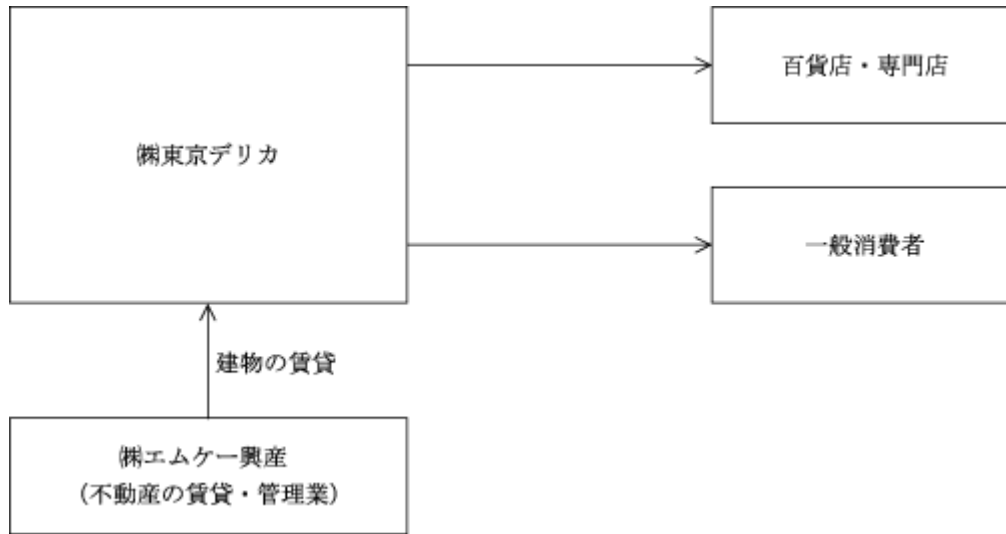 ㈱東京デリカ
百貨店・専門店
一般消費者
建物の賃貸
㈱エムケー興産
(不動産の賃貸・管理業)